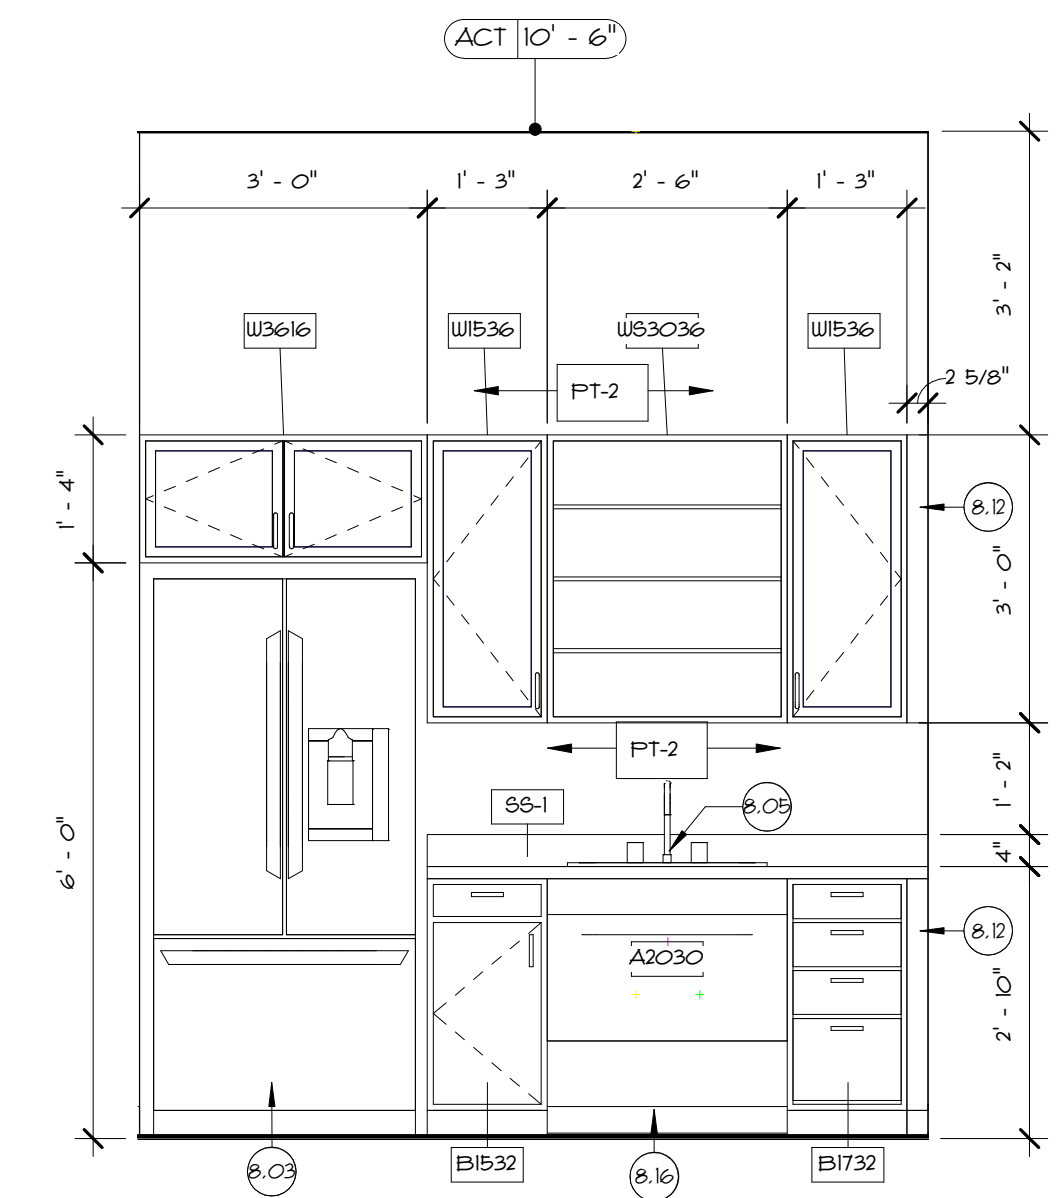 ACT 10' - 6"
3' - 0" 1' - 3" 2' - 6" 1' - 3"
3' - 2"
W3616 W1536 WS3036 W1536
PT-2
2 5/8"
1' - 4"
8.12
3' - 0"
PT-2
1' - 2"
SS-1
8.05
6' - 0"
4"
8.12
A2030
2' - 10"
8.03
B1532
8.16
B1732